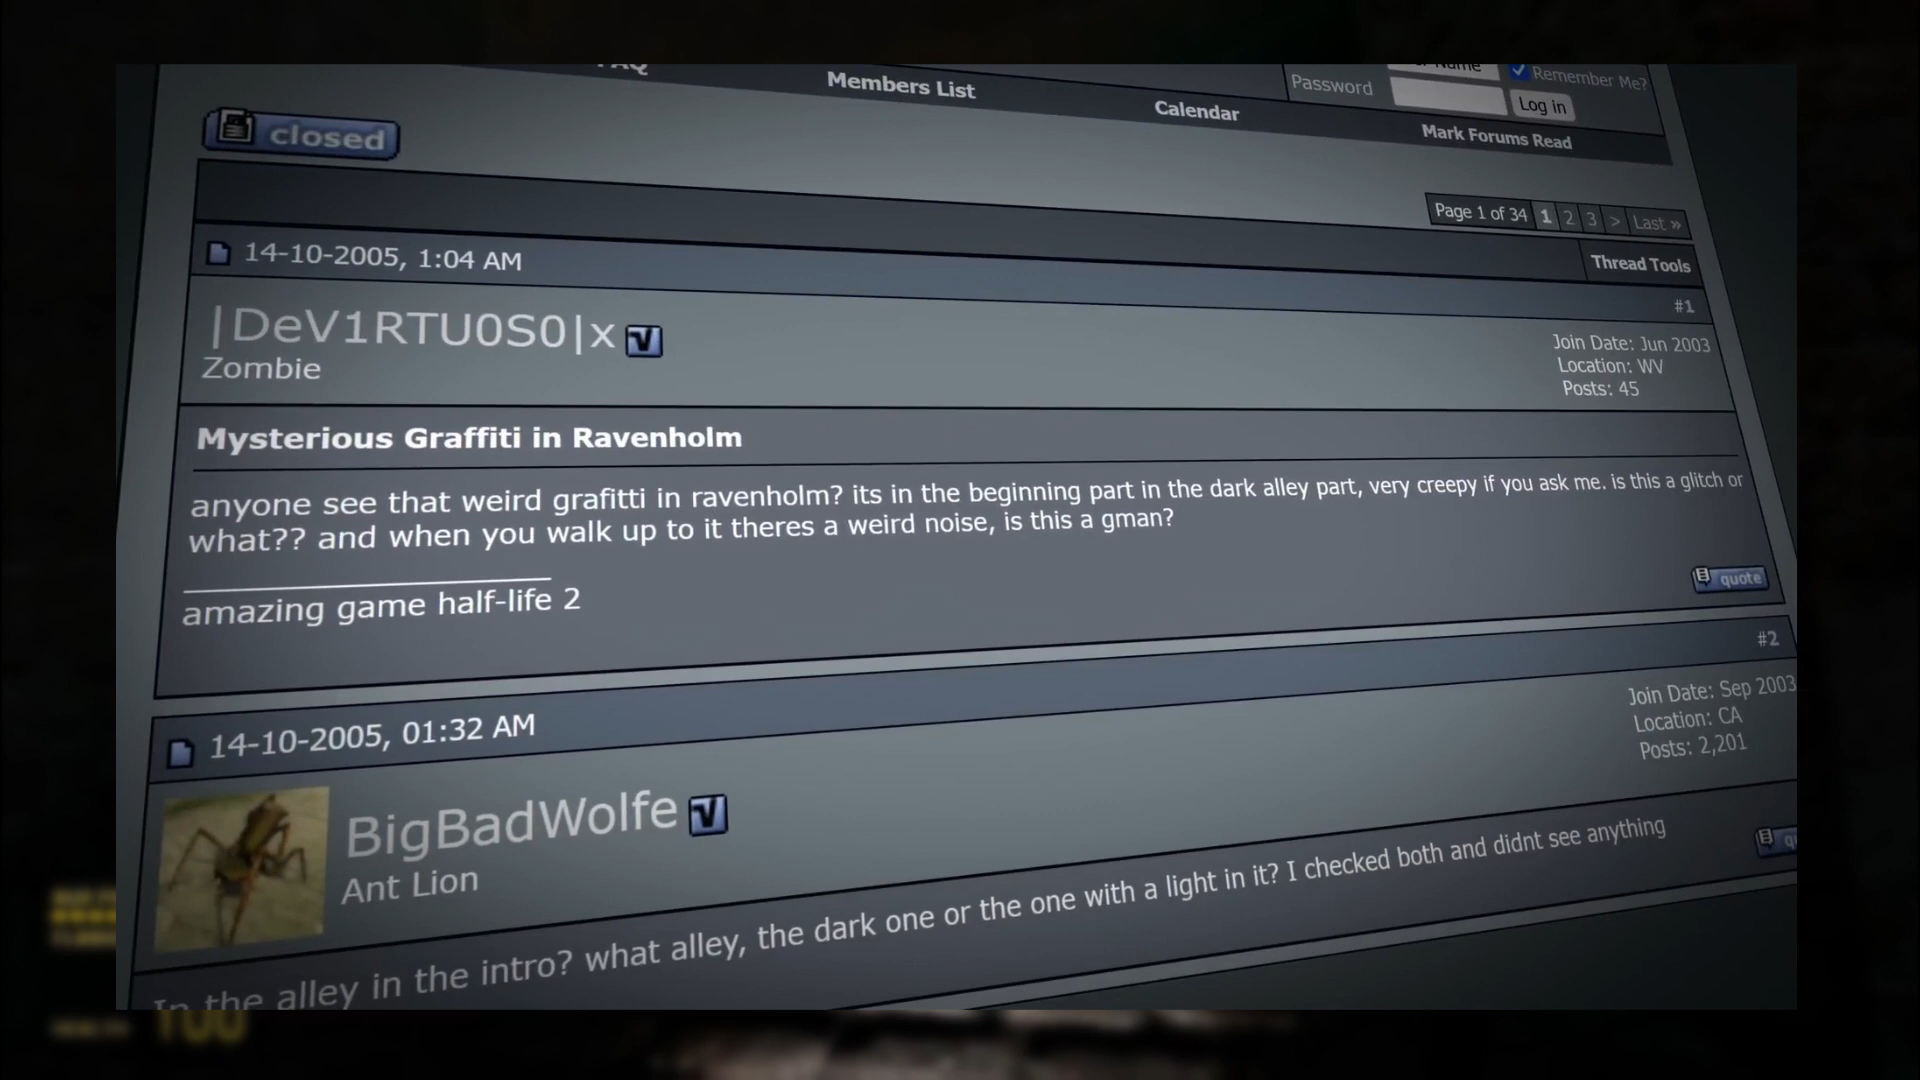 FAQ
Members List
Calendar
Name
Remember Me?
Password
Log in
Mark Forums Read
closed
Page 1 of 34 1 2 3 > Last »
Thread Tools
14-10-2005, 1:04 AM
#1
|DeV1RTU0S0|x
Zombie
Join Date: Jun 2003
Location: WV
Posts: 45
Mysterious Graffiti in Ravenholm
anyone see that weird grafitti in ravenholm? its in the beginning part in the dark alley part, very creepy if you ask me. is this a glitch or
what?? and when you walk up to it theres a weird noise, is this a gman?
amazing game half-life 2
quote
#2
14-10-2005, 01:32 AM
BigBadWolfe
Ant Lion
Join Date: Sep 2003
Location: CA
Posts: 2,201
In the alley in the intro? what alley, the dark one or the one with a light in it? I checked both and didnt see anything
100